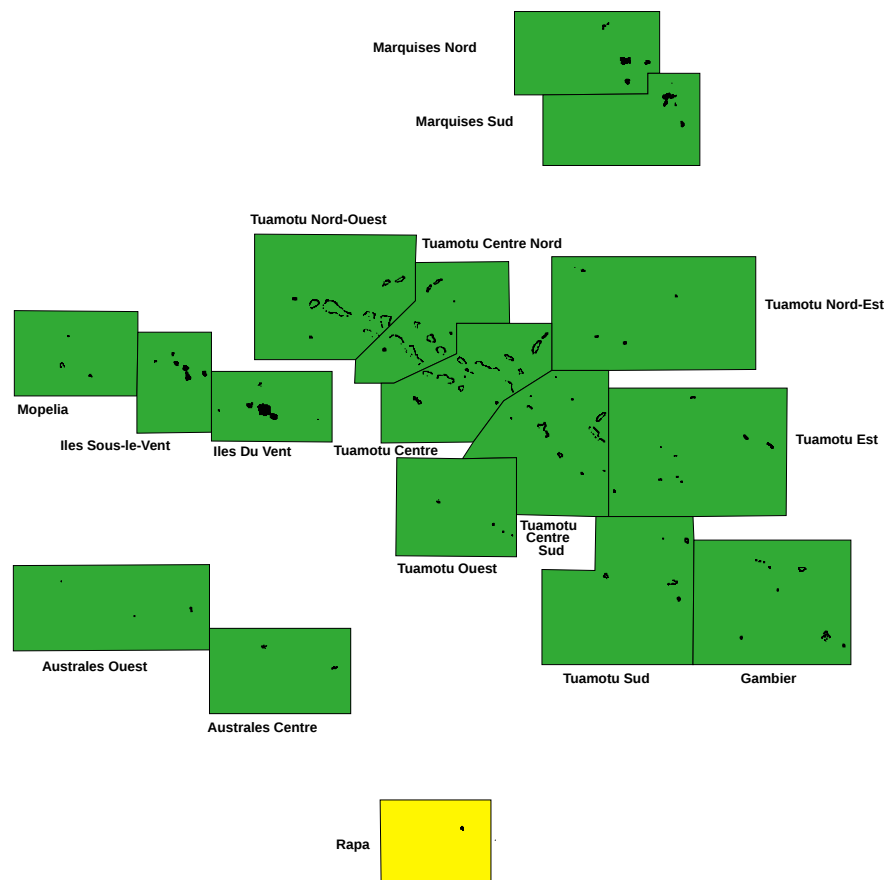 Marquises Nord
Marquises Sud
Tuamotu Nord-Ouest
Tuamotu Centre Nord
Tuamotu Nord-Est
Mopelia
Iles Sous-le-Vent
Iles Du Vent
Tuamotu Centre
Tuamotu Est
Tuamotu
Centre
Sud
Tuamotu Ouest
Australes Ouest
Tuamotu Sud
Gambier
Australes Centre
Rapa